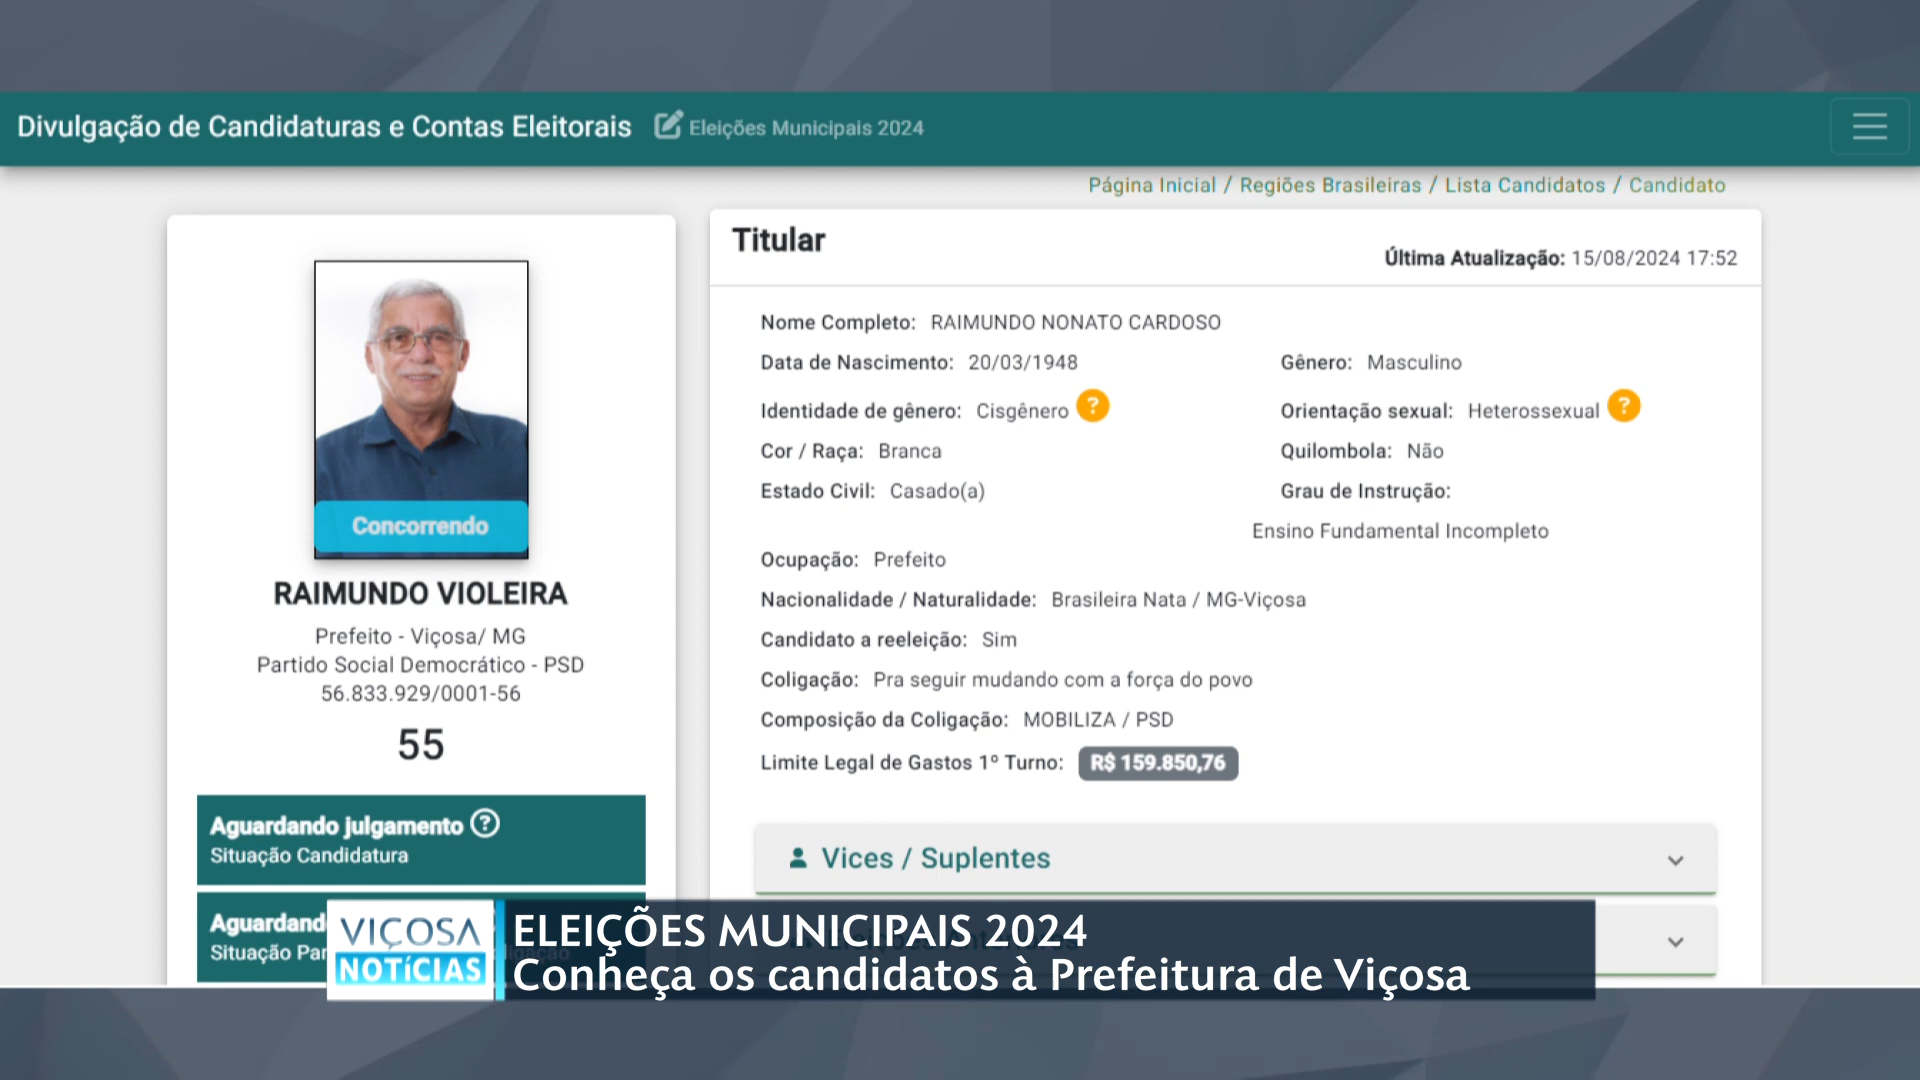 Divulgação de Candidaturas e Contas Eleitorais Eleições Municipais 2024
Página Inicial / Regiões Brasileiras / Lista Candidatos / Candidato
Concorrendo
RAIMUNDO VIOLEIRA
Prefeito - Viçosa/ MG
Partido Social Democrático - PSD
56.833.929/0001-56
55
Aguardando julgamento ?
Situação Candidatura
Aguardand
Situação Par
Titular
Última Atualização: 15/08/2024 17:52
Nome Completo: RAIMUNDO NONATO CARDOSO
Data de Nascimento: 20/03/1948 Gênero: Masculino
Identidade de gênero: Cisgênero ? Orientação sexual: Heterossexual ?
Cor / Raça: Branca Quilombola: Não
Estado Civil: Casado(a) Grau de Instrução:
Ensino Fundamental Incompleto
Ocupação: Prefeito
Nacionalidade / Naturalidade: Brasileira Nata / MG-Viçosa
Candidato a reeleição: Sim
Coligação: Pra seguir mudando com a força do povo
Composição da Coligação: MOBILIZA / PSD
Limite Legal de Gastos 1º Turno: R$ 159.850,76
Vices / Suplentes
VIÇOSA
NOTÍCIAS
ELEIÇÕES MUNICIPAIS 2024
Conheça os candidatos à Prefeitura de Viçosa